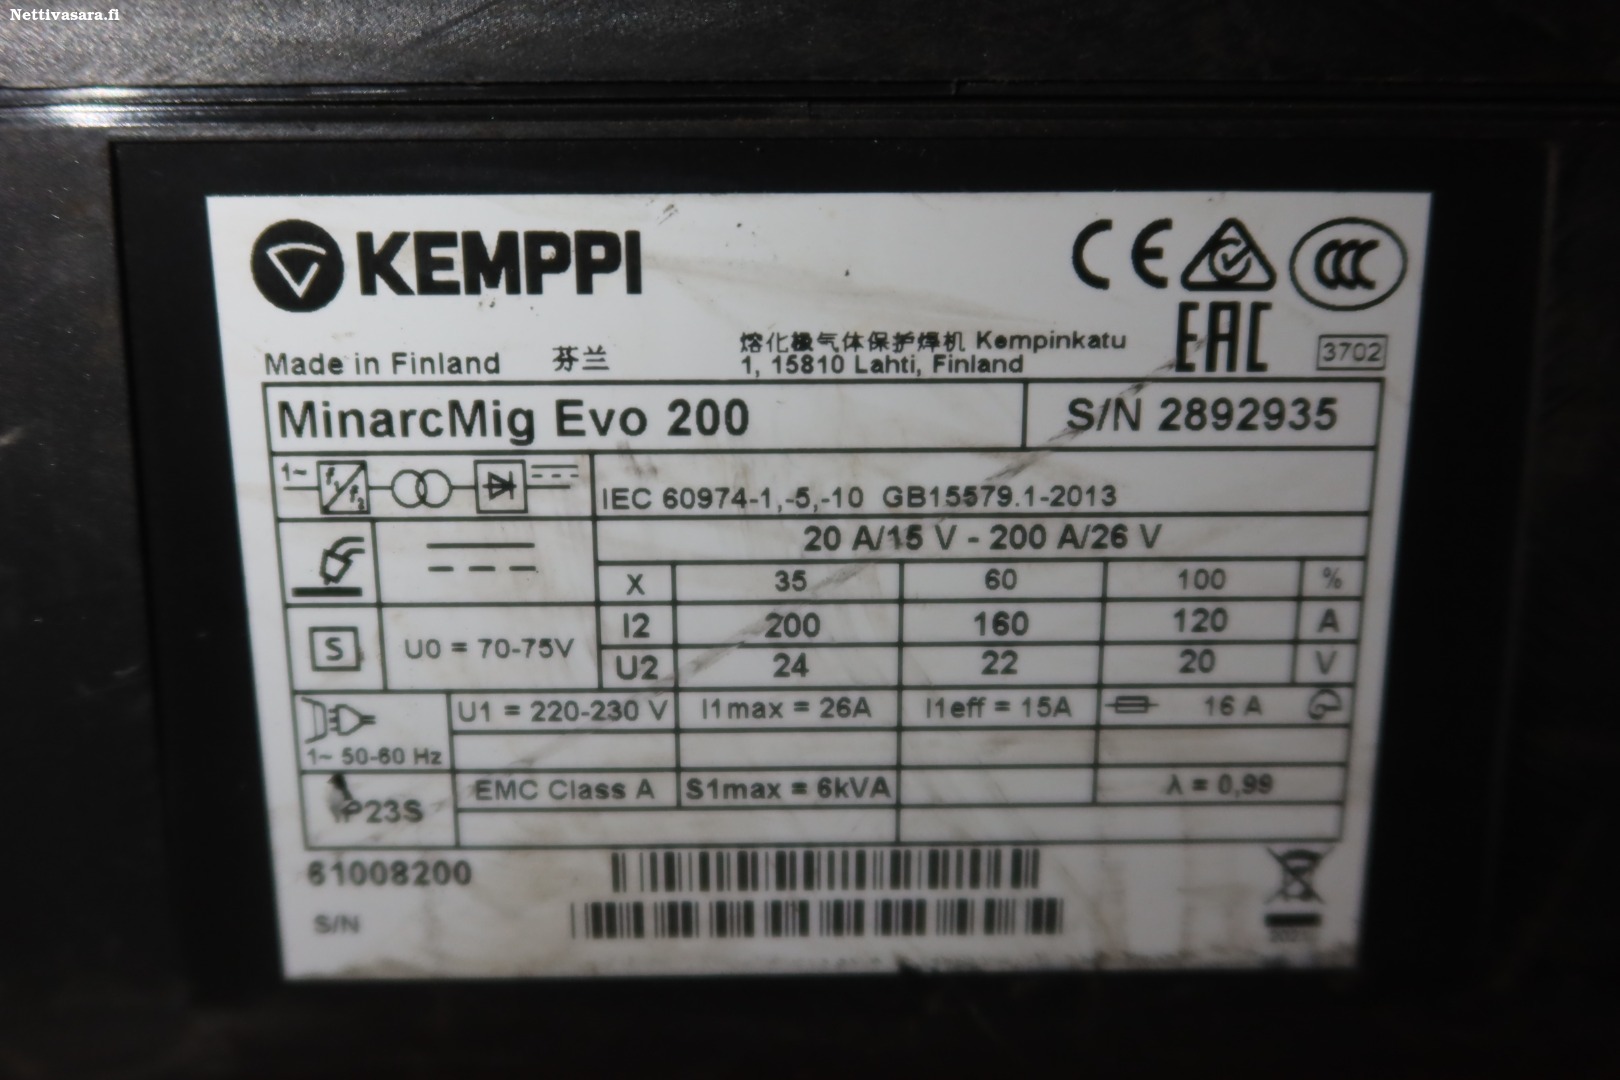 Nettivasara.fi
KEMPPI
CE
CCC
EAC
3702
Made in Finland 芬兰
熔化极气体保护焊机 Kempinkatu
1, 15810 Lahti, Finland
MinarcMig Evo 200
S/N 2892935
1~ f1 f2
IEC 60974-1,-5,-10 GB15579.1-2013
20 A/15 V - 200 A/26 V
X 35 60 100 %
S
U0 = 70-75V
I2 200 160 120 A
U2 24 22 20 V
U1 = 220-230 V I1max = 26A I1eff = 15A 16 A
1~ 50-60 Hz
EMC Class A S1max = 6kVA λ = 0,99
IP23S
61008200
S/N